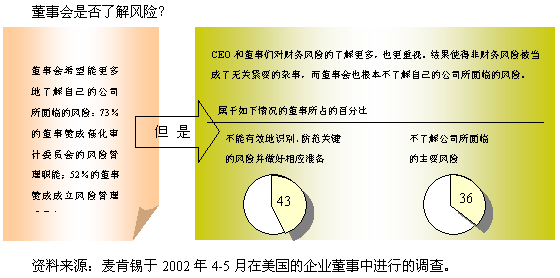 董事会是否了解风险?
董事会希望能更多
地了解自己的公司
所面临的风险：73%
的董事赞成强化审
计委员会的风险管
理职能；52%的董事
赞成成立风险管理
但 是
CEO 和董事们对财务风险的了解更多，也更重视。结果使得非财务风险被当
成了无关紧要的杂事，而董事会也根本不了解自己的公司所面临的风险。
属于如下情况的董事所占的百分比
不能有效地识别、防范关键
的风险并做好相应准备
43
不了解公司所面临
的主要风险
36
资料来源：麦肯锡于 2002 年 4-5 月在美国的企业董事中进行的调查。